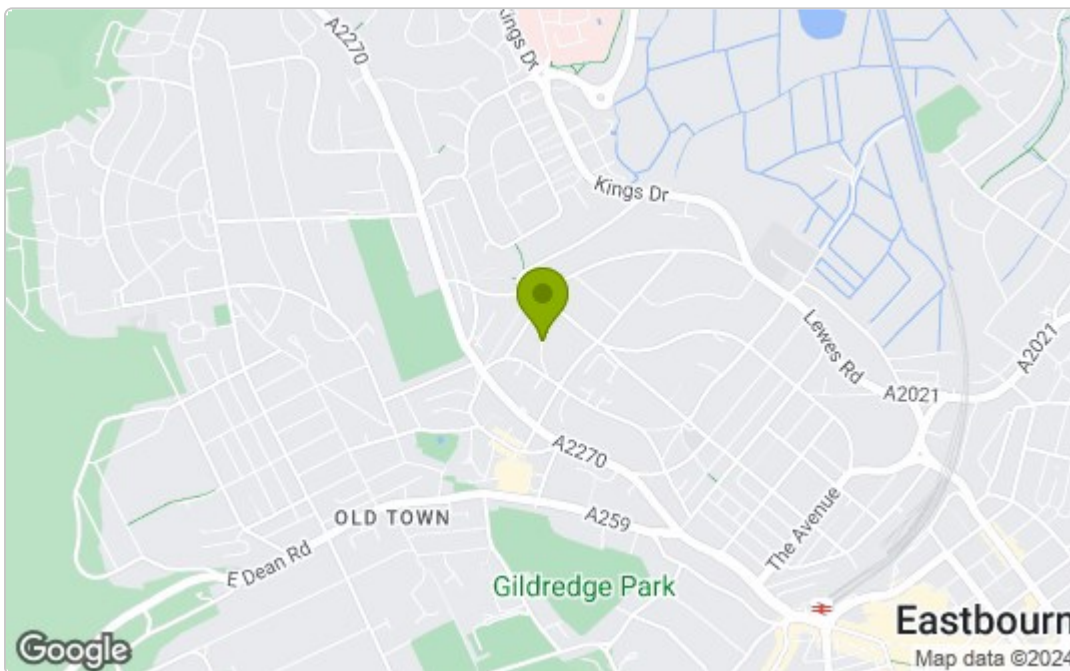 A2270
Kings Dr
Kings Dr
Lewes Rd
A2021
A2021
A2270
OLD TOWN
A259
The Avenue
E Dean Rd
Gildredge Park
Eastbourn
Google
Map data ©2024